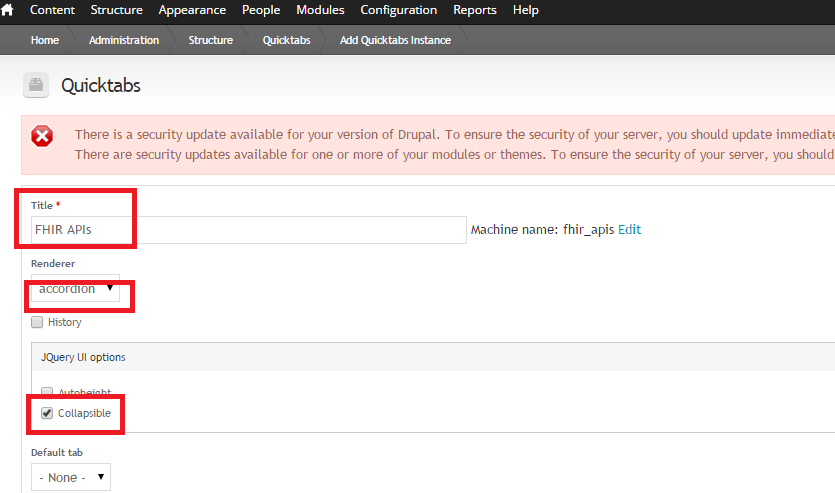 Content Structure Appearance People Modules Configuration Reports Help
Home Administration Structure Quicktabs Add Quicktabs Instance
Quicktabs
There is a security update available for your version of Drupal. To ensure the security of your server, you should update immediate
There are security updates available for one or more of your modules or themes. To ensure the security of your server, you should
Title *
FHIR APIs Machine name: fhir_apis Edit
Renderer
accordion
History
JQuery UI options
Autoheight
Collapsible
Default tab
- None -